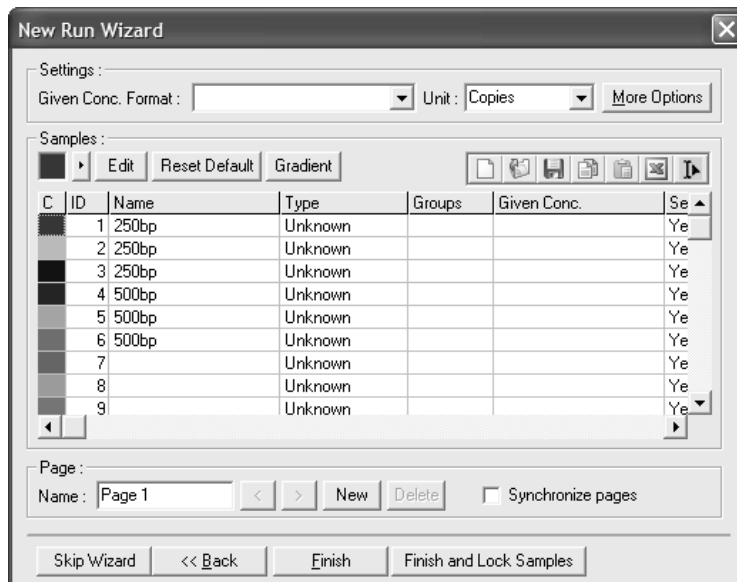 New Run Wizard
Settings :
Given Conc. Format : Unit : Copies More Options
Samples :
Edit Reset Default Gradient
C ID Name Type Groups Given Conc. Se
1 250bp Unknown Ye
2 250bp Unknown Ye
3 250bp Unknown Ye
4 500bp Unknown Ye
5 500bp Unknown Ye
6 500bp Unknown Ye
7 Unknown Ye
8 Unknown Ye
9 Unknown Ye
Page :
Name : Page 1 < > New Delete Synchronize pages
Skip Wizard << Back Finish Finish and Lock Samples